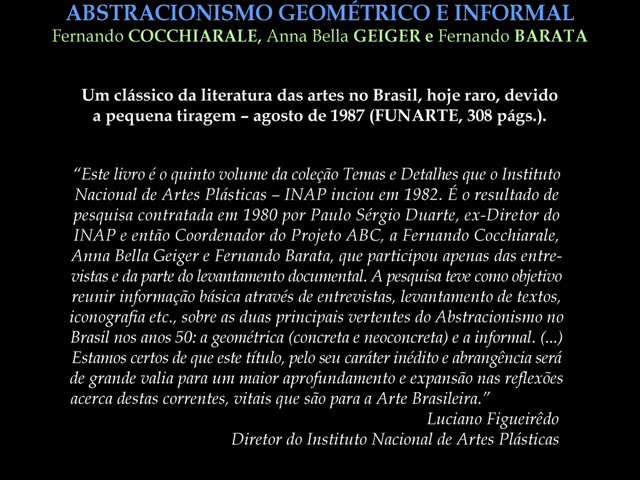 ABSTRACIONISMO GEOMÉTRICO E INFORMAL
Fernando COCCHIARALE, Anna Bella GEIGER e Fernando BARATA
Um clássico da literatura das artes no Brasil, hoje raro, devido
a pequena tiragem – agosto de 1987 (FUNARTE, 308 págs.).
“Este livro é o quinto volume da coleção Temas e Detalhes que o Instituto
Nacional de Artes Plásticas – INAP inciou em 1982. É o resultado de
pesquisa contratada em 1980 por Paulo Sérgio Duarte, ex-Diretor do
INAP e então Coordenador do Projeto ABC, a Fernando Cocchiarale,
Anna Bella Geiger e Fernando Barata, que participou apenas das entre-
vistas e da parte do levantamento documental. A pesquisa teve como objetivo
reunir informação básica através de entrevistas, levantamento de textos,
iconografia etc., sobre as duas principais vertentes do Abstracionismo no
Brasil nos anos 50: a geométrica (concreta e neoconcreta) e a informal. (...)
Estamos certos de que este título, pelo seu caráter inédito e abrangência será
de grande valia para um maior aprofundamento e expansão nas reflexões
acerca destas correntes, vitais que são para a Arte Brasileira.”
Luciano Figueirêdo
Diretor do Instituto Nacional de Artes Plásticas